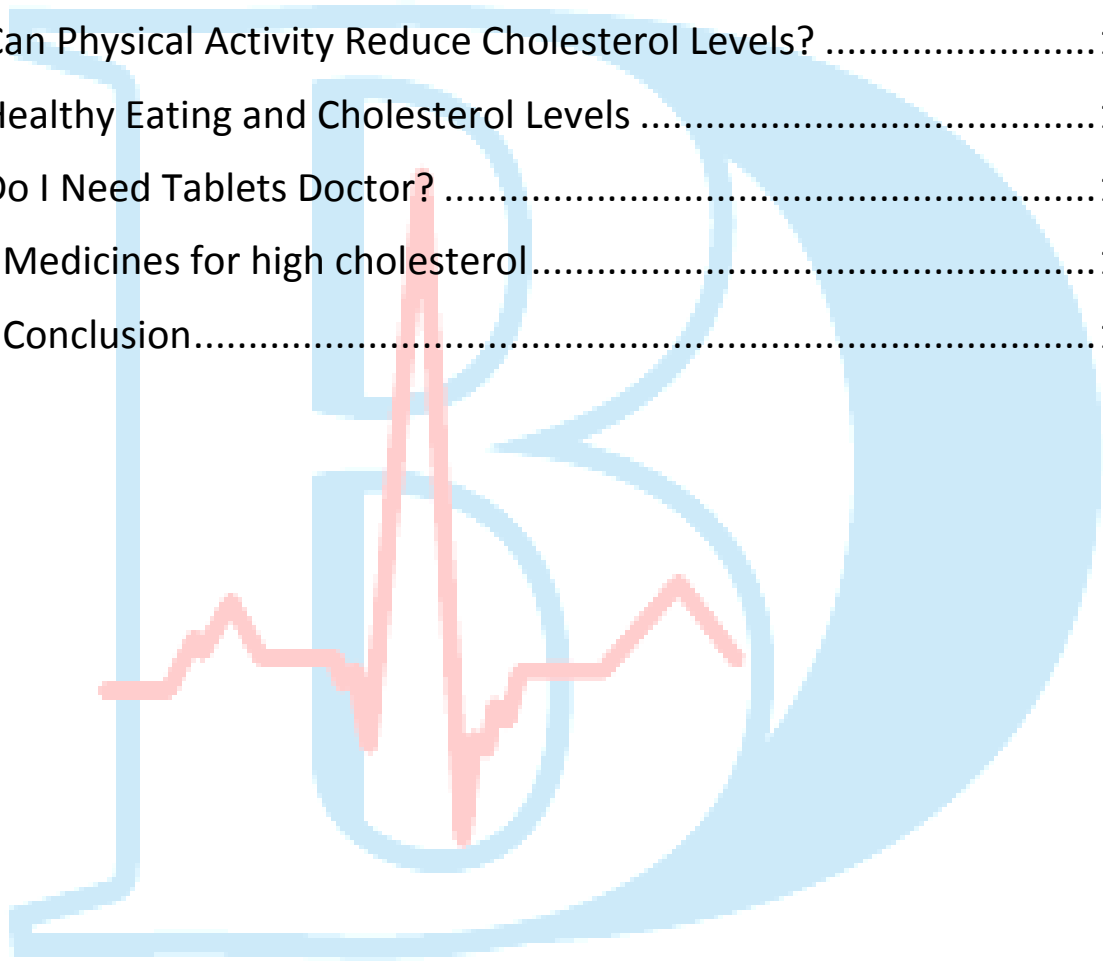 Can Physical Activity Reduce Cholesterol Levels? ........................
Healthy Eating and Cholesterol Levels ..........................................
Do I Need Tablets Doctor? ............................................................
Medicines for high cholesterol ....................................................
Conclusion ....................................................................................